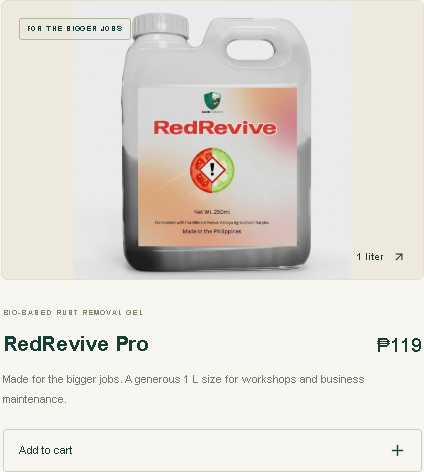 FOR THE BIGGER JOBS
RedRevive
Net Wt. 250ml
Made in the Philippines
1 liter
BIO-BASED RUST REMOVAL GEL
RedRevive Pro
₱119
Made for the bigger jobs. A generous 1 L size for workshops and business
maintenance.
Add to cart